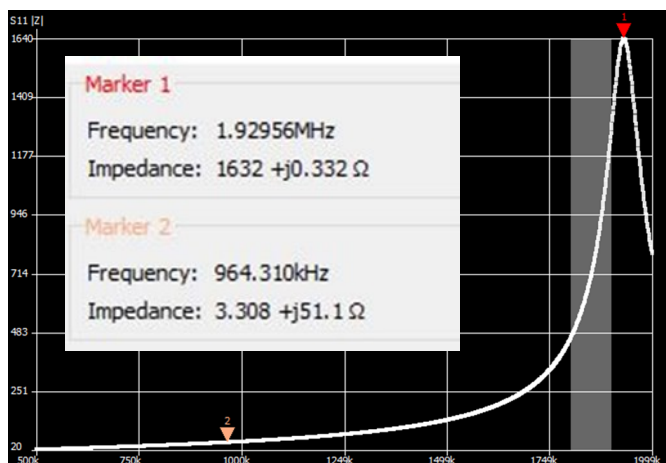 S11 |Z|
1
1640
Marker 1
Frequency: 1.92956MHz
Impedance: 1632 +j0.332 Ω
Marker 2
Frequency: 964.310kHz
Impedance: 3.308 +j51.1 Ω
1409
1177
946
714
483
251
2
20
500k 750k 1000k 1249k 1499k 1749k 1999k